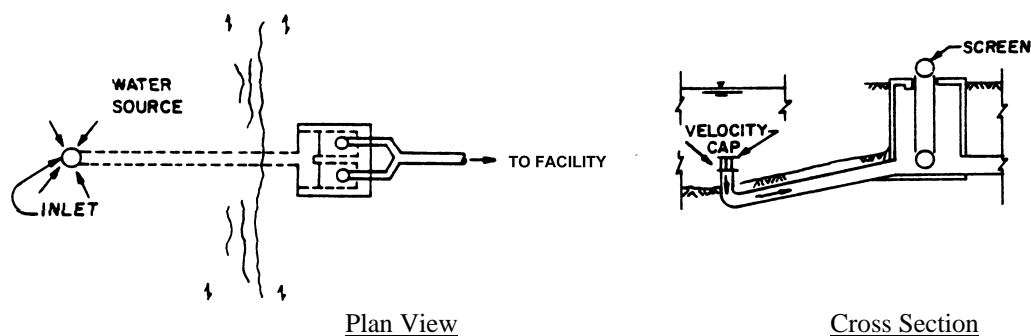 WATER
SOURCE
INLET
TO FACILITY
Plan View
SCREEN
VELOCITY
CAP
Cross Section